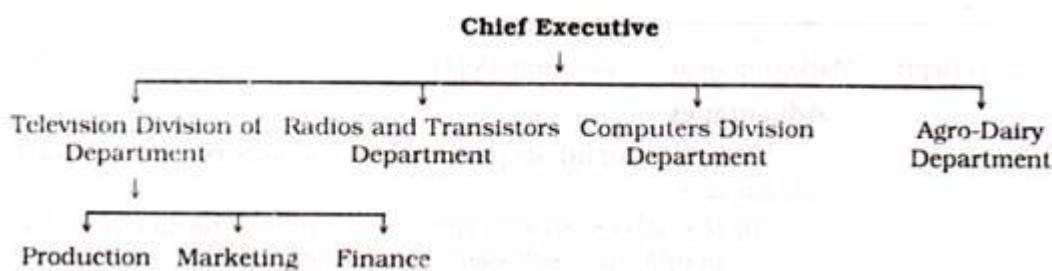 Chief Executive
Television Division of Department
Radios and Transistors Department
Computers Division Department
Agro-Dairy Department
Production Marketing Finance